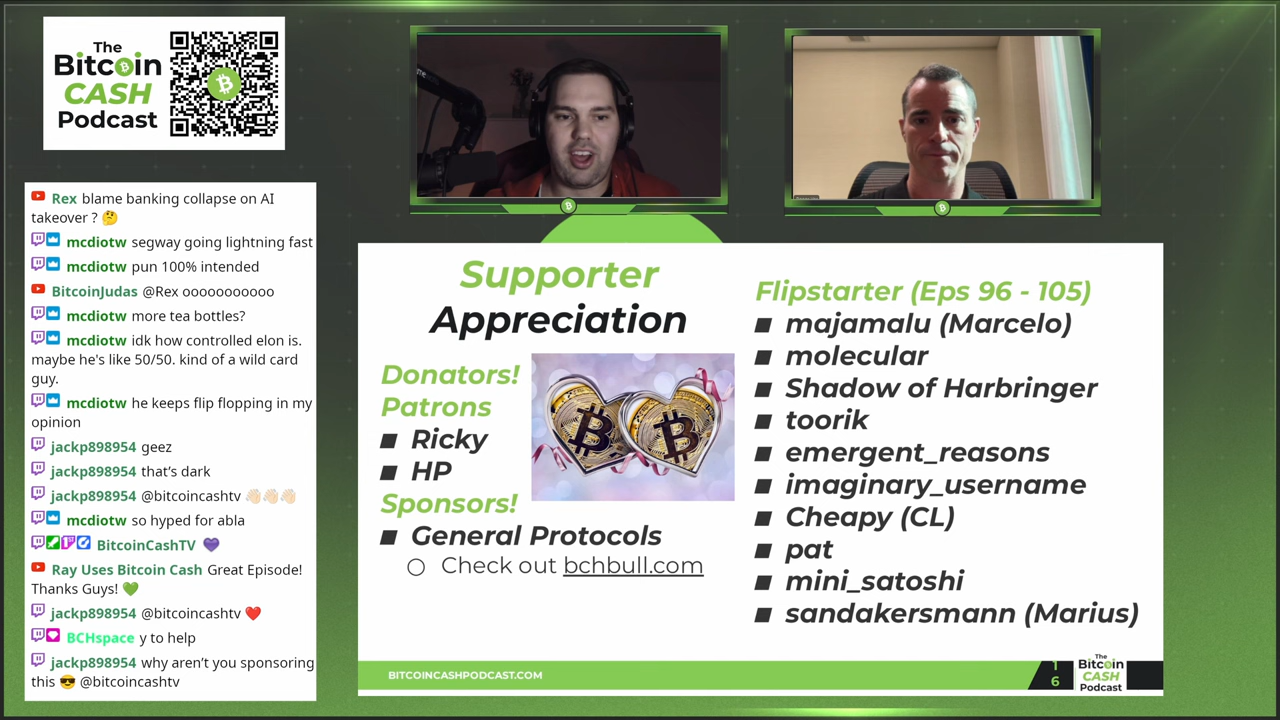 The
Bitcoin
CASH
Podcast
Rex blame banking collapse on AI
takeover ? 🤔
mcdiotw segway going lightning fast
mcdiotw pun 100% intended
BitcoinJudas @Rex ooooooooooo
mcdiotw more tea bottles?
mcdiotw idk how controlled elon is.
maybe he's like 50/50. kind of a wild card
guy.
mcdiotw he keeps flip flopping in my
opinion
jackp898954 geez
jackp898954 that's dark
jackp898954 @bitcoincashtv 👋🏻👋🏻👋🏻
mcdiotw so hyped for abla
BitcoinCashTV 💜
Ray Uses Bitcoin Cash Great Episode!
Thanks Guys! 💚
jackp898954 @bitcoincashtv ❤️
BCHspace y to help
jackp898954 why aren't you sponsoring
this 😎 @bitcoincashtv
Supporter
Appreciation
Donators!
Patrons
■ Ricky
■ HP
Sponsors!
■ General Protocols
○ Check out bchbull.com
Flipstarter (Eps 96 - 105)
■ majamalu (Marcelo)
■ molecular
■ Shadow of Harbringer
■ toorik
■ emergent_reasons
■ imaginary_username
■ Cheapy (CL)
■ pat
■ mini_satoshi
■ sandakersmann (Marius)
BITCOINCASHPODCAST.COM
1
6
The
Bitcoin
CASH
Podcast